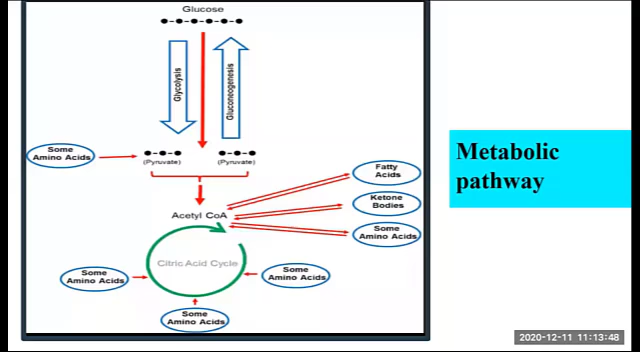 Glucose
Glycolysis
Gluconeogenesis
Some
Amino Acids
(Pyruvate)
(Pyruvate)
Fatty
Acids
Ketone
Bodies
Acetyl CoA
Some
Amino Acids
Citric Acid Cycle
Some
Amino Acids
Some
Amino Acids
Some
Amino Acids
Metabolic
pathway
2020-12-11 11:13:48